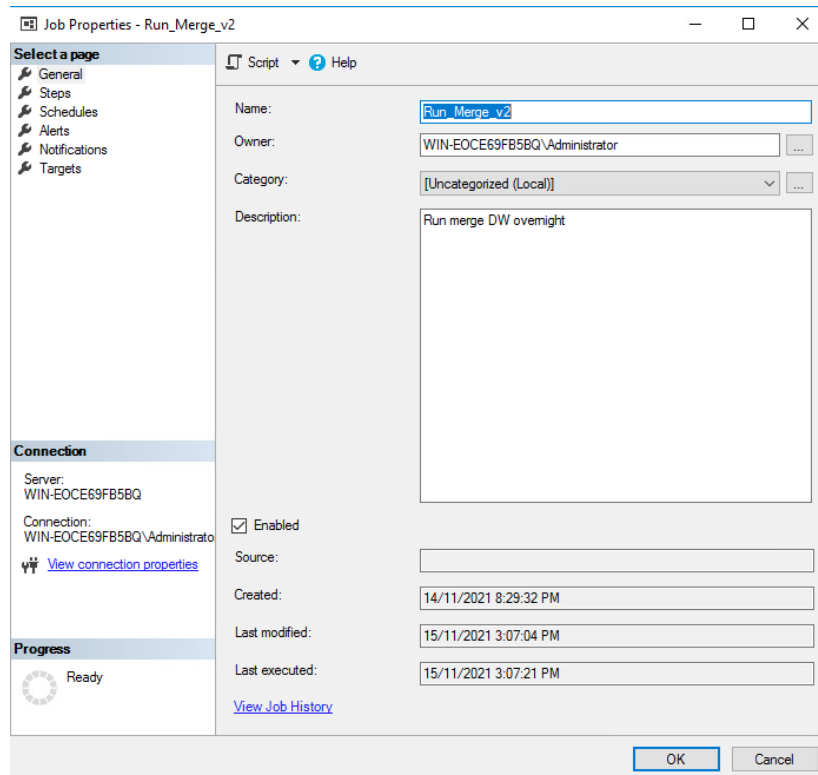 Job Properties - Run_Merge_v2
Select a page
General
Steps
Schedules
Alerts
Notifications
Targets
Script
Help
Name:
Run_Merge_v2
Owner:
WIN-EOCE69FB5BQ\Administrator
...
Category:
[Uncategorized (Local)]
...
Description:
Run merge DW overnight
Connection
Server:
WIN-EOCE69FB5BQ
Connection:
WIN-EOCE69FB5BQ\Administrato
View connection properties
Progress
Ready
Enabled
Source:
Created:
14/11/2021 8:29:32 PM
Last modified:
15/11/2021 3:07:04 PM
Last executed:
15/11/2021 3:07:21 PM
View Job History
OK
Cancel